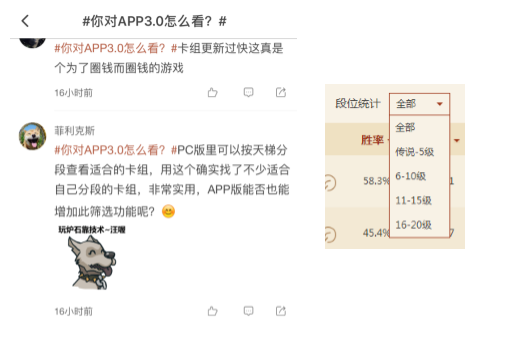 #你对APP3.0怎么看？#
#你对APP3.0怎么看？#卡组更新过快这真是
个为了圈钱而圈钱的游戏
16小时前
菲利克斯
#你对APP3.0怎么看？#PC版里可以按天梯分
段查看适合的卡组，用这个确实找了不少适合
自己分段的卡组，非常实用，APP版能否也能
增加此筛选功能呢？
玩炉石靠技术-汪喔
16小时前
段位统计 全部
全部
胜率
传说-5级
58.3%
6-10级
1
11-15级
16-20级
45.4%
7